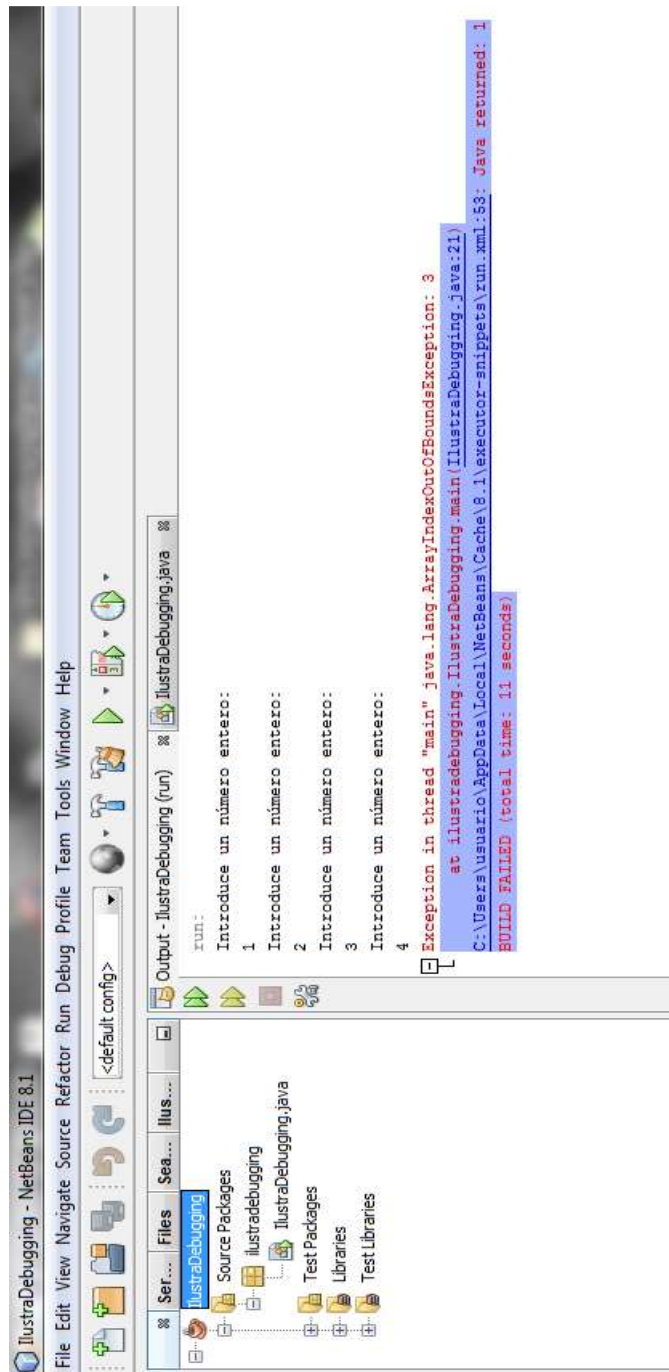 IlustraDebugging - NetBeans IDE 8.1
File Edit View Navigate Source Refactor Run Debug Profile Team Tools Window Help
<default config>
Ser... Files Sea... Ilus...
IlustraDebugging
Source Packages
ilustradebugging
IlustraDebugging.java
Test Packages
Libraries
Test Libraries
Output - IlustraDebugging (run) IlustraDebugging.java
run:
Introduce un número entero:
1
Introduce un número entero:
2
Introduce un número entero:
3
Introduce un número entero:
4
Exception in thread "main" java.lang.ArrayIndexOutOfBoundsException: 3
at ilustradebugging.IlustraDebugging.main(IlustraDebugging.java:21)
C:\Users\usuario\AppData\Local\NetBeans\Cache\8.1\executor-snippets\run.xml:53: Java returned: 1
BUILD FAILED (total time: 11 seconds)